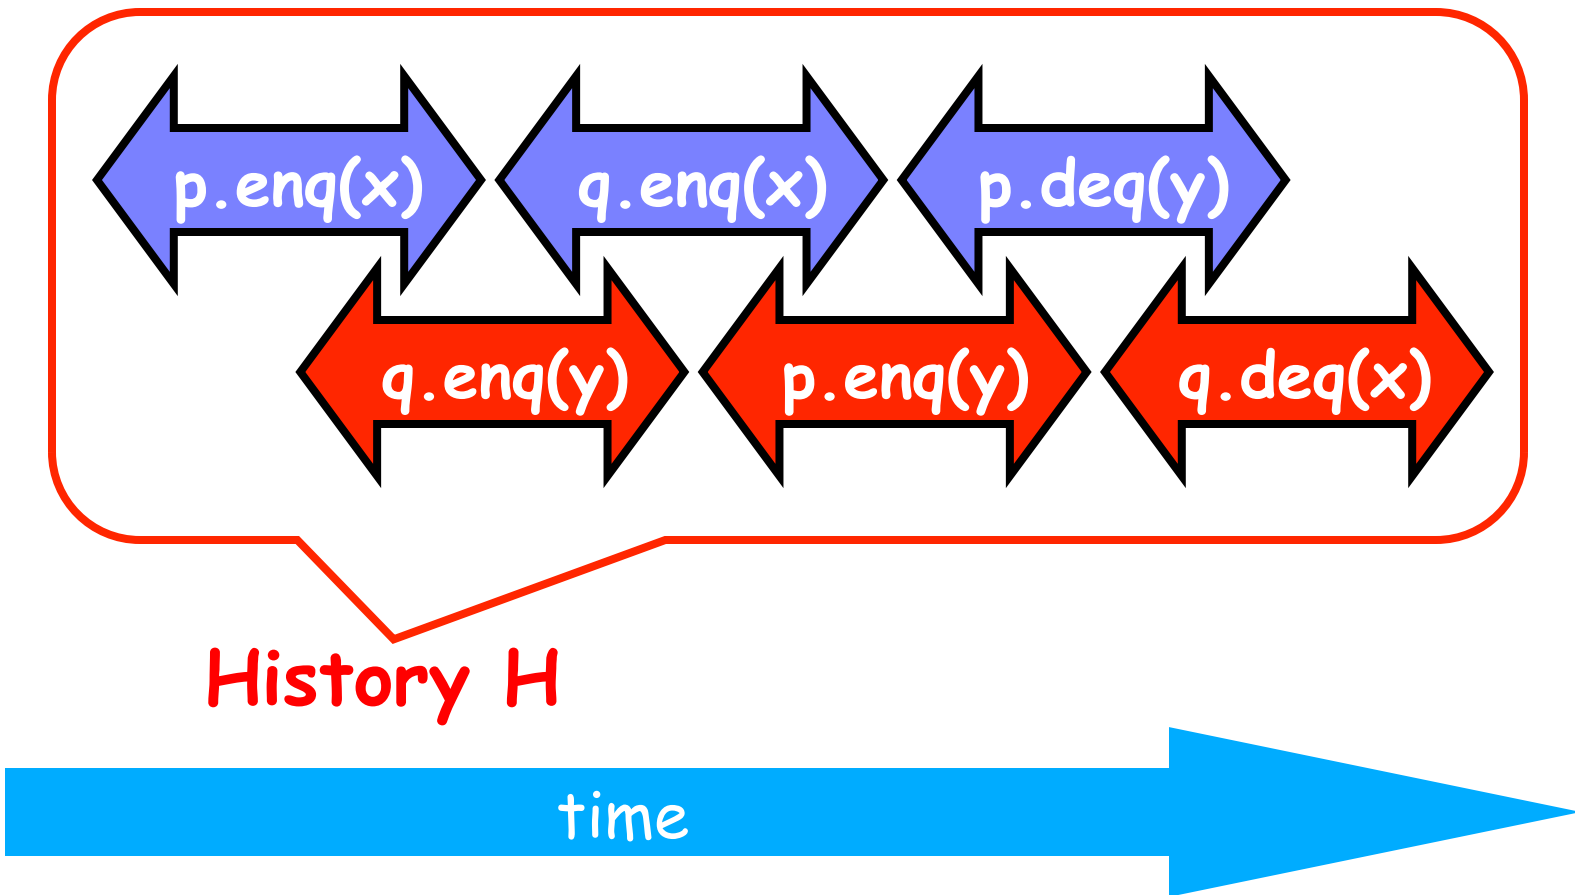 p.enq(x) q.enq(x) p.deq(y)
q.enq(y) p.enq(y) q.deq(x)
History H
time